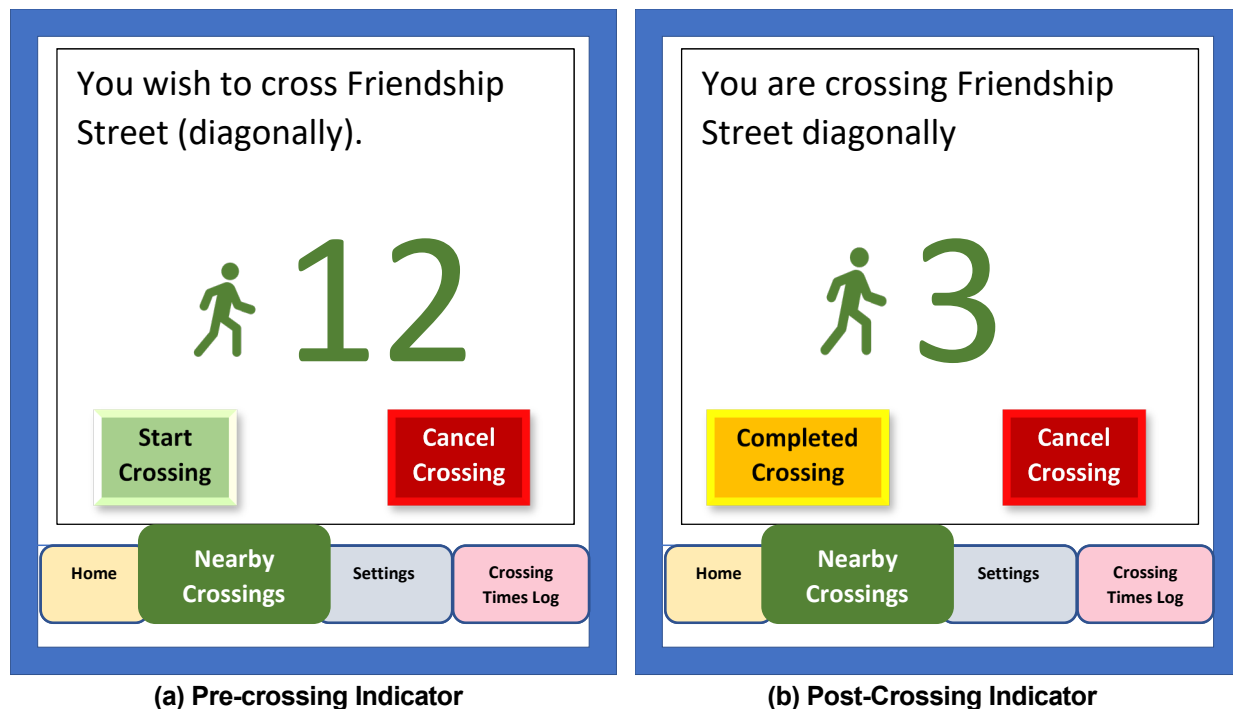 You wish to cross Friendship
Street (diagonally).
12
Start
Crossing
Cancel
Crossing
Home
Nearby
Crossings
Settings
Crossing
Times Log
(a) Pre-crossing Indicator
You are crossing Friendship
Street diagonally
3
Completed
Crossing
Cancel
Crossing
Home
Nearby
Crossings
Settings
Crossing
Times Log
(b) Post-Crossing Indicator